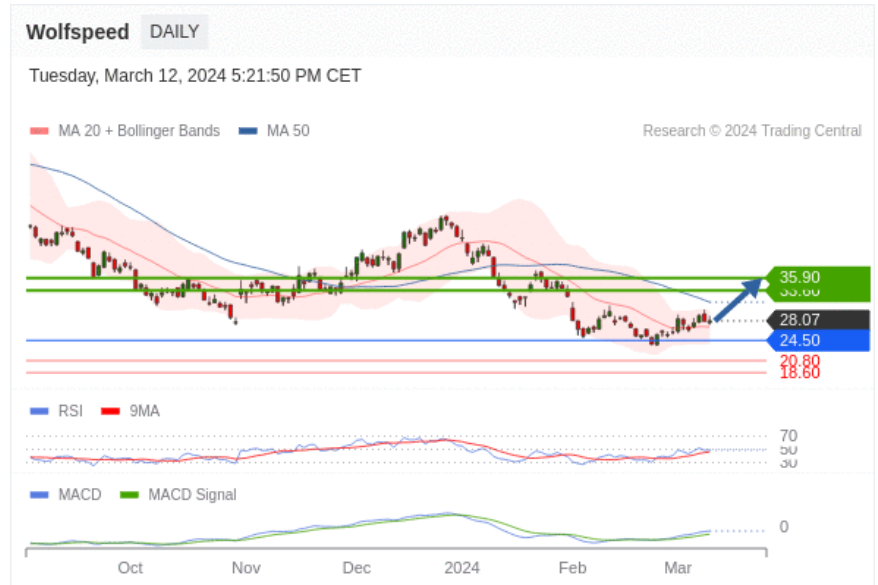 Wolfspeed DAILY
Tuesday, March 12, 2024 5:21:50 PM CET
MA 20 + Bollinger Bands MA 50 Research © 2024 Trading Central
35.90
33.60
28.07
24.50
20.80
18.60
RSI 9MA
70
50
30
MACD MACD Signal
0
Oct Nov Dec 2024 Feb Mar